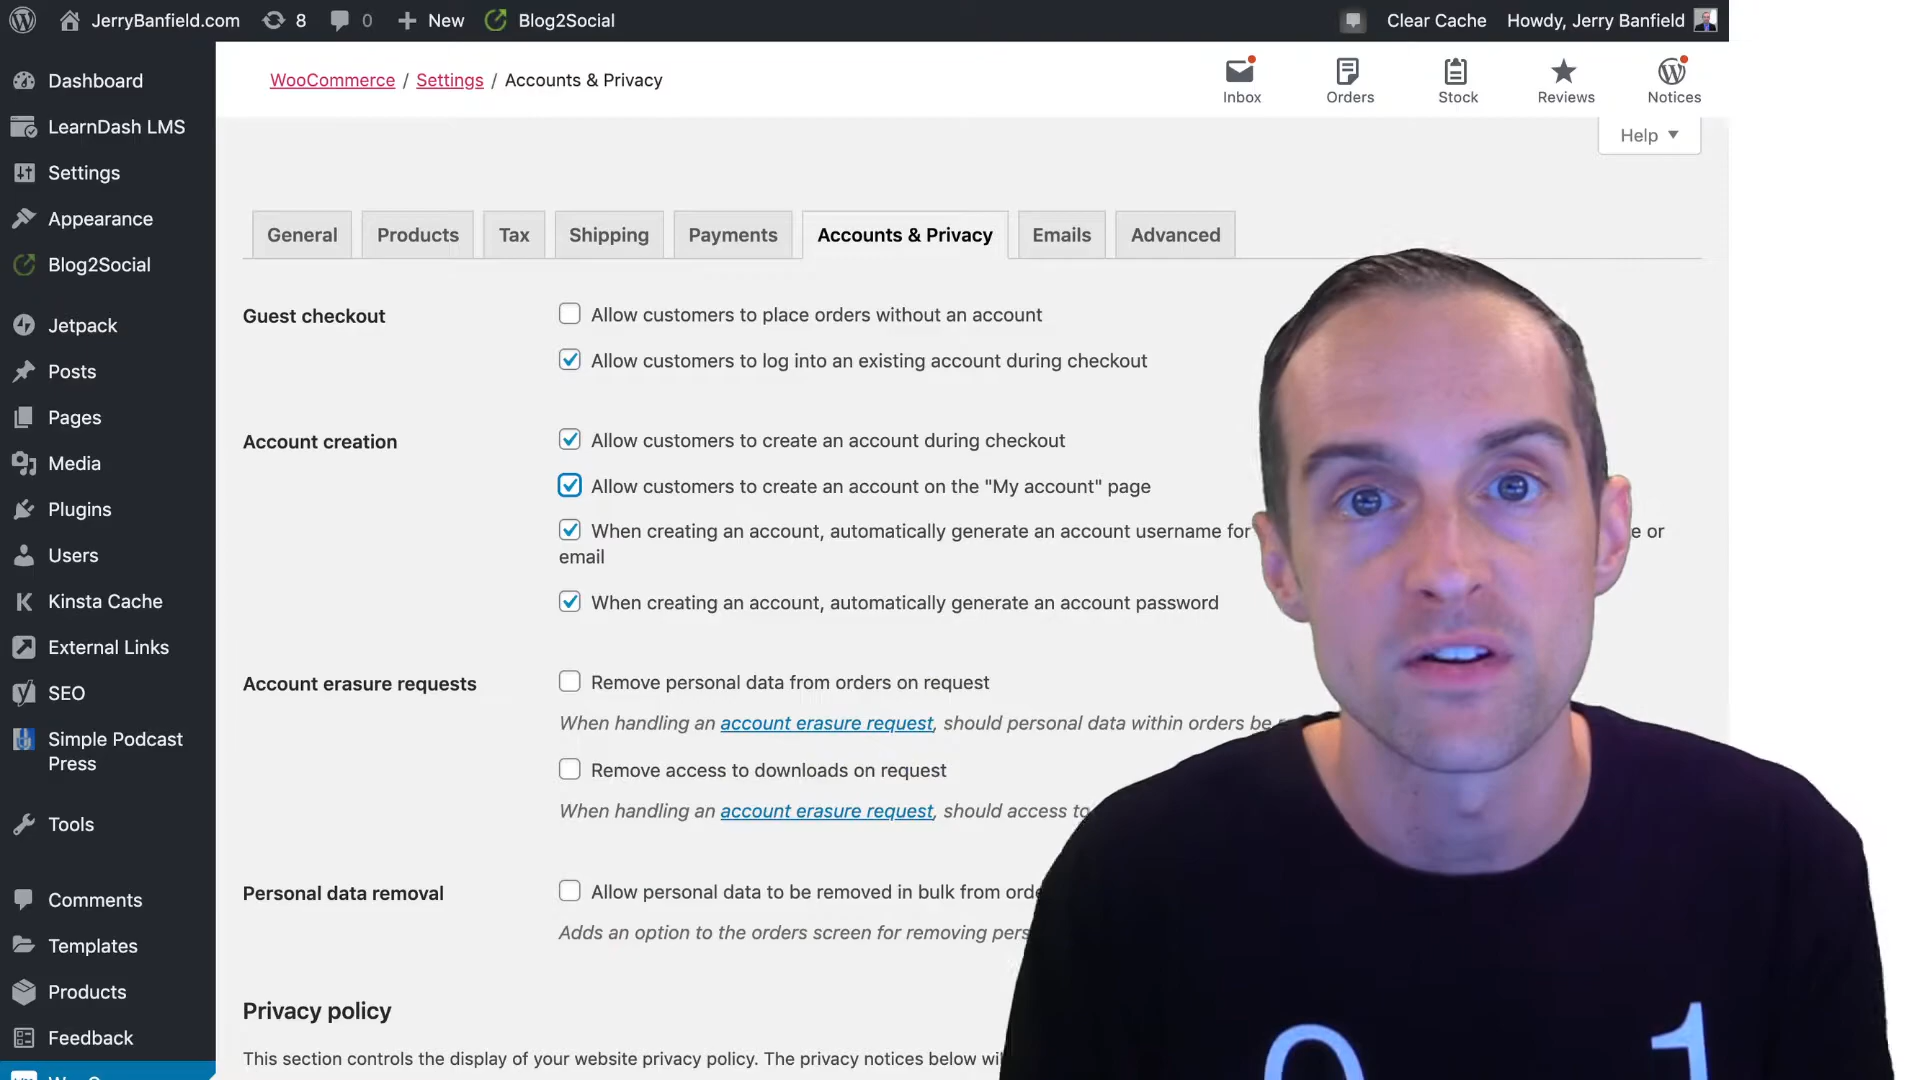 JerryBanfield.com 8 0 New Blog2Social Clear Cache Howdy, Jerry Banfield
Dashboard
LearnDash LMS
Settings
Appearance
Blog2Social
Jetpack
Posts
Pages
Media
Plugins
Users
Kinsta Cache
External Links
SEO
Simple Podcast
Press
Tools
Comments
Templates
Products
Feedback
WooCommerce / Settings / Accounts & Privacy
Inbox Orders Stock Reviews Notices
Help
General Products Tax Shipping Payments Accounts & Privacy Emails Advanced
Guest checkout
Allow customers to place orders without an account
Allow customers to log into an existing account during checkout
Account creation
Allow customers to create an account during checkout
Allow customers to create an account on the "My account" page
When creating an account, automatically generate an account username for e or
email
When creating an account, automatically generate an account password
Account erasure requests
Remove personal data from orders on request
When handling an account erasure request, should personal data within orders be
Remove access to downloads on request
When handling an account erasure request, should access to
Personal data removal
Allow personal data to be removed in bulk from
Adds an option to the orders screen for removing
Privacy policy
This section controls the display of your website privacy policy. The privacy notices below
0 1